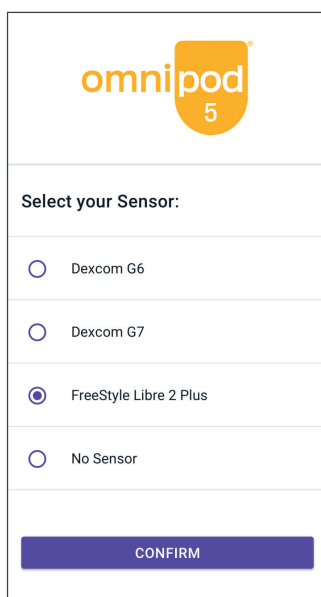 omnipod®
5
Select your Sensor:
Dexcom G6
Dexcom G7
FreeStyle Libre 2 Plus
No Sensor
CONFIRM